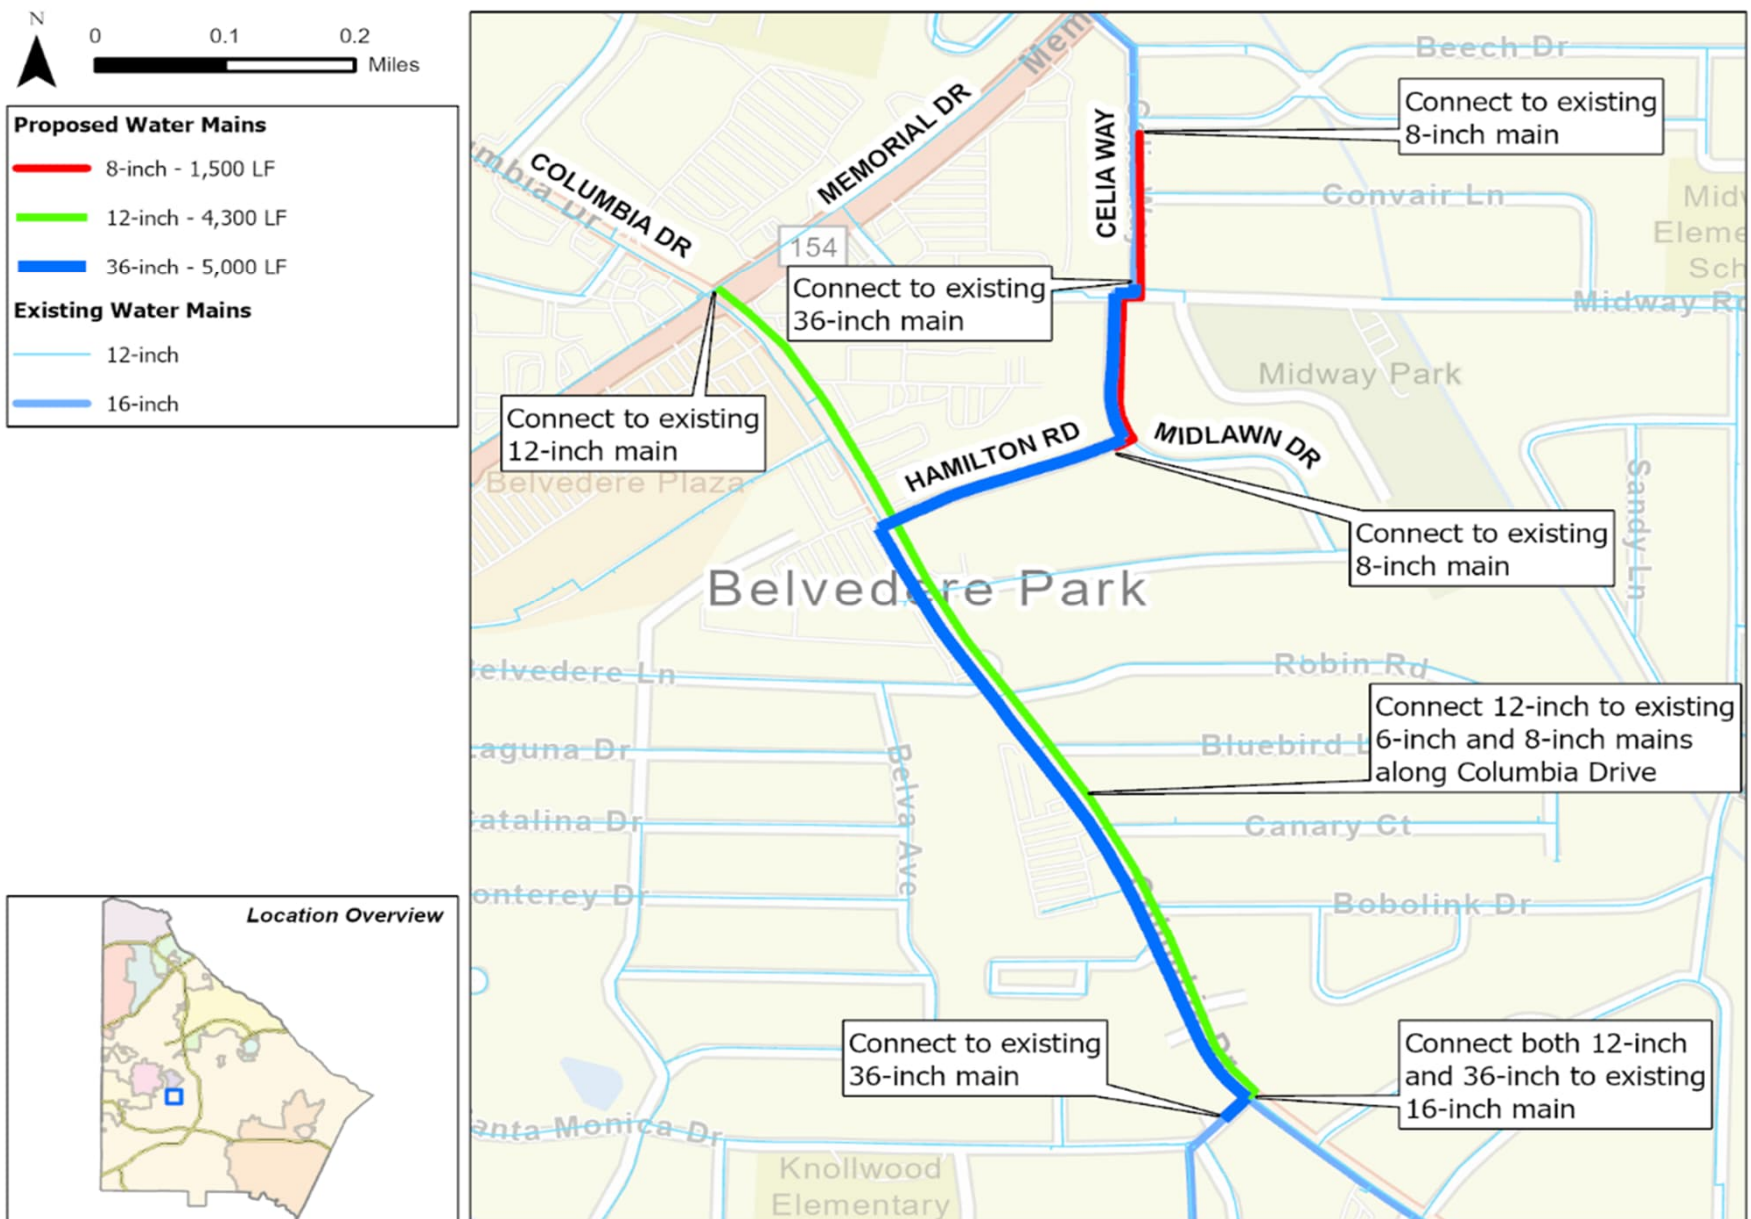 N
0 0.1 0.2
Miles
Proposed Water Mains
8-inch - 1,500 LF
12-inch - 4,300 LF
36-inch - 5,000 LF
Existing Water Mains
12-inch
16-inch
Location Overview
Beech Dr
Connect to existing
8-inch main
MEMORIAL DR
COLUMBIA DR
CELIA WAY
Convair Ln
154
Connect to existing
36-inch main
Midway Park
Connect to existing
12-inch main
Belvedere Plaza
HAMILTON RD
MIDLAWN DR
Sandy Ln
Connect to existing
8-inch main
Belvedere Park
Robin Rd
Connect 12-inch to existing
6-inch and 8-inch mains
along Columbia Drive
Bluebird L
Belva Ave
Canary Ct
Bobolink Dr
Connect to existing
36-inch main
Connect both 12-inch
and 36-inch to existing
16-inch main
Knollwood
Elementary